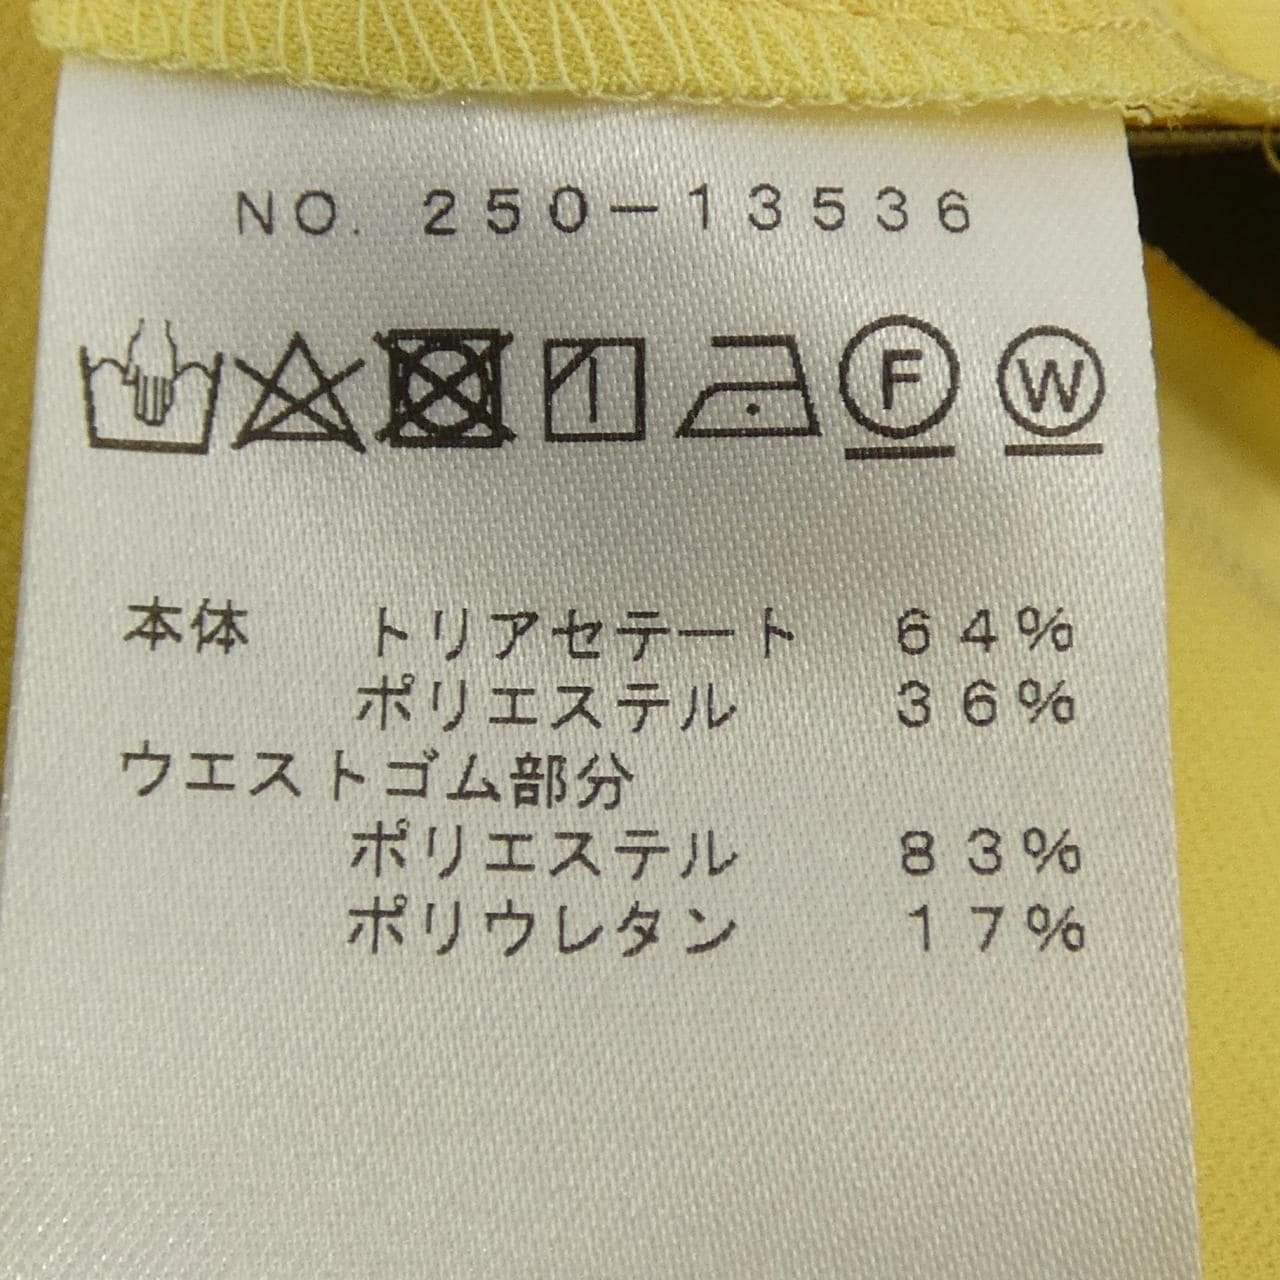 NO. 250-13536
F W
本体 トリアセテート 64%
ポリエステル 36%
ウエストゴム部分
ポリエステル 83%
ポリウレタン 17%